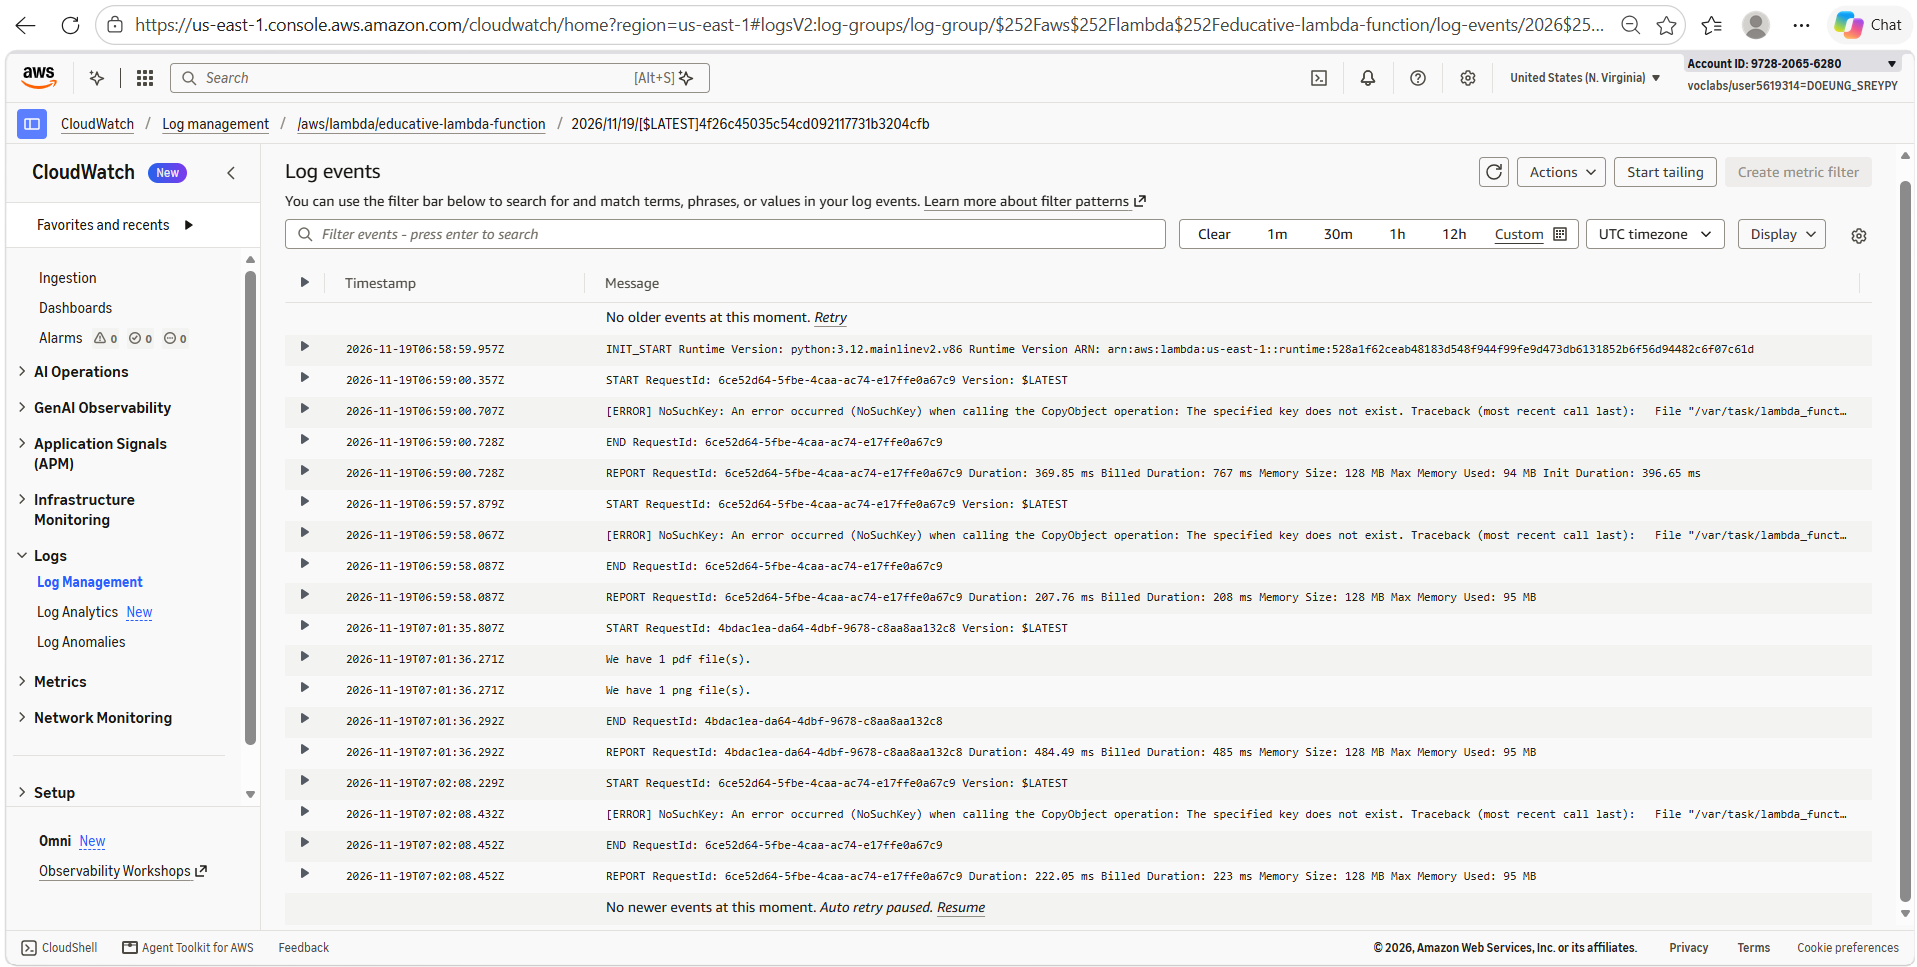 https://us-east-1.console.aws.amazon.com/cloudwatch/home?region=us-east-1#logsV2:log-groups/log-group/$252Faws$252Flambda$252Feducative-lambda-function/log-events/2026$25...
Chat
aws
Search
[Alt+S]
United States (N. Virginia)
Account ID: 9728-2065-6280
voclabs/user5619314=DOEUNG_SREYPY
CloudWatch / Log management / /aws/lambda/educative-lambda-function / 2026/11/19/[$LATEST]4f26c45035c54cd092117731b3204cfb
CloudWatch New
Favorites and recents
Ingestion
Dashboards
Alarms 0 0 0
AI Operations
GenAI Observability
Application Signals
(APM)
Infrastructure
Monitoring
Logs
Log Management
Log Analytics New
Log Anomalies
Metrics
Network Monitoring
Setup
Omni New
Observability Workshops
Log events
Actions
Start tailing
Create metric filter
You can use the filter bar below to search for and match terms, phrases, or values in your log events. Learn more about filter patterns
Filter events - press enter to search
Clear 1m 30m 1h 12h Custom
UTC timezone
Display
Timestamp Message
No older events at this moment. Retry
2026-11-19T06:58:59.957Z INIT_START Runtime Version: python:3.12.mainlinev2.v86 Runtime Version ARN: arn:aws:lambda:us-east-1::runtime:528a1f62ceab48183d548f944f99fe9d473db6131852b6f56d94482c6f07c61d
2026-11-19T06:59:00.357Z START RequestId: 6ce52d64-5fbe-4caa-ac74-e17ffe0a67c9 Version: $LATEST
2026-11-19T06:59:00.707Z [ERROR] NoSuchKey: An error occurred (NoSuchKey) when calling the CopyObject operation: The specified key does not exist. Traceback (most recent call last): File "/var/task/lambda_funct...
2026-11-19T06:59:00.728Z END RequestId: 6ce52d64-5fbe-4caa-ac74-e17ffe0a67c9
2026-11-19T06:59:00.728Z REPORT RequestId: 6ce52d64-5fbe-4caa-ac74-e17ffe0a67c9 Duration: 369.85 ms Billed Duration: 767 ms Memory Size: 128 MB Max Memory Used: 94 MB Init Duration: 396.65 ms
2026-11-19T06:59:57.879Z START RequestId: 6ce52d64-5fbe-4caa-ac74-e17ffe0a67c9 Version: $LATEST
2026-11-19T06:59:58.067Z [ERROR] NoSuchKey: An error occurred (NoSuchKey) when calling the CopyObject operation: The specified key does not exist. Traceback (most recent call last): File "/var/task/lambda_funct...
2026-11-19T06:59:58.087Z END RequestId: 6ce52d64-5fbe-4caa-ac74-e17ffe0a67c9
2026-11-19T06:59:58.087Z REPORT RequestId: 6ce52d64-5fbe-4caa-ac74-e17ffe0a67c9 Duration: 207.76 ms Billed Duration: 208 ms Memory Size: 128 MB Max Memory Used: 95 MB
2026-11-19T07:01:35.807Z START RequestId: 4bdac1ea-da64-4dbf-9678-c8aa8aa132c8 Version: $LATEST
2026-11-19T07:01:36.271Z We have 1 pdf file(s).
2026-11-19T07:01:36.271Z We have 1 png file(s).
2026-11-19T07:01:36.292Z END RequestId: 4bdac1ea-da64-4dbf-9678-c8aa8aa132c8
2026-11-19T07:01:36.292Z REPORT RequestId: 4bdac1ea-da64-4dbf-9678-c8aa8aa132c8 Duration: 484.49 ms Billed Duration: 485 ms Memory Size: 128 MB Max Memory Used: 95 MB
2026-11-19T07:02:08.229Z START RequestId: 6ce52d64-5fbe-4caa-ac74-e17ffe0a67c9 Version: $LATEST
2026-11-19T07:02:08.432Z [ERROR] NoSuchKey: An error occurred (NoSuchKey) when calling the CopyObject operation: The specified key does not exist. Traceback (most recent call last): File "/var/task/lambda_funct...
2026-11-19T07:02:08.452Z END RequestId: 6ce52d64-5fbe-4caa-ac74-e17ffe0a67c9
2026-11-19T07:02:08.452Z REPORT RequestId: 6ce52d64-5fbe-4caa-ac74-e17ffe0a67c9 Duration: 222.05 ms Billed Duration: 223 ms Memory Size: 128 MB Max Memory Used: 95 MB
No newer events at this moment. Auto retry paused. Resume
CloudShell Agent Toolkit for AWS Feedback
© 2026, Amazon Web Services, Inc. or its affiliates. Privacy Terms Cookie preferences